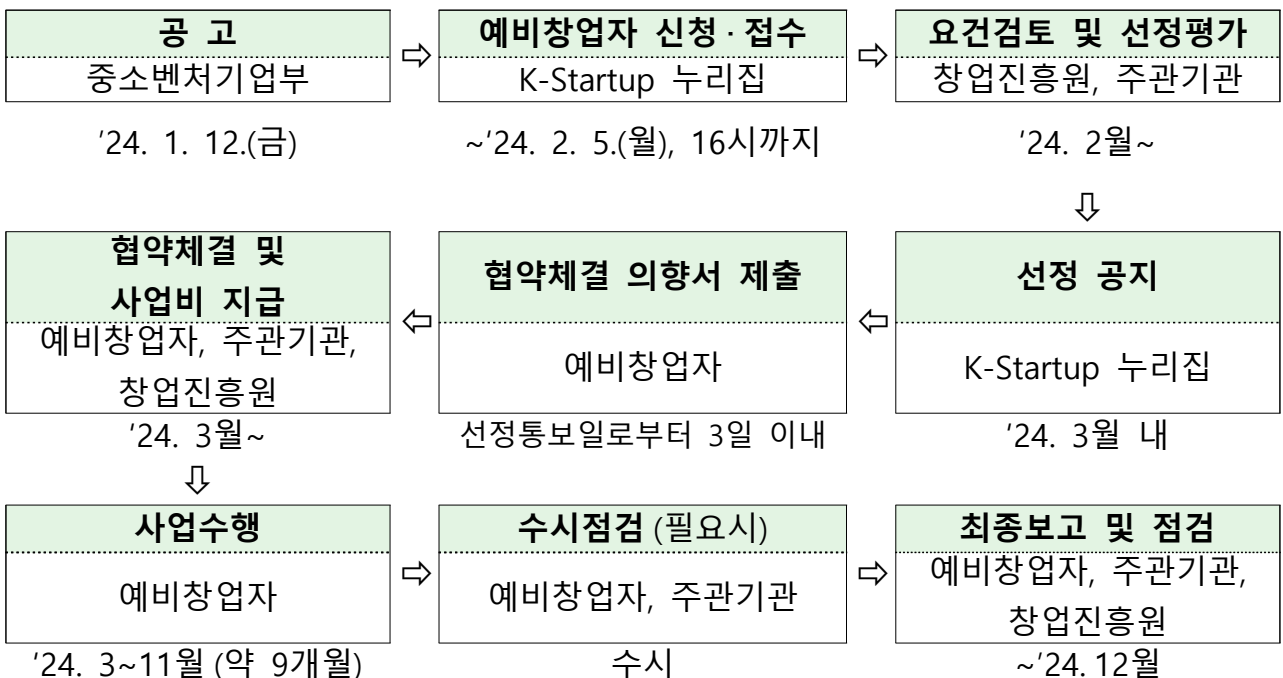 공 고
중소벤처기업부
'24. 1. 12.(금)
⇨
예비창업자 신청·접수
K-Startup 누리집
~'24. 2. 5.(월), 16시까지
⇨
요건검토 및 선정평가
창업진흥원, 주관기관
'24. 2월~
⇩
선정 공지
K-Startup 누리집
'24. 3월 내
⇦
협약체결 의향서 제출
예비창업자
선정통보일로부터 3일 이내
⇦
협약체결 및
사업비 지급
예비창업자, 주관기관,
창업진흥원
'24. 3월~
⇩
사업수행
예비창업자
'24. 3~11월 (약 9개월)
⇨
수시점검 (필요시)
예비창업자, 주관기관
수시
⇨
최종보고 및 점검
예비창업자, 주관기관,
창업진흥원
~'24.12월